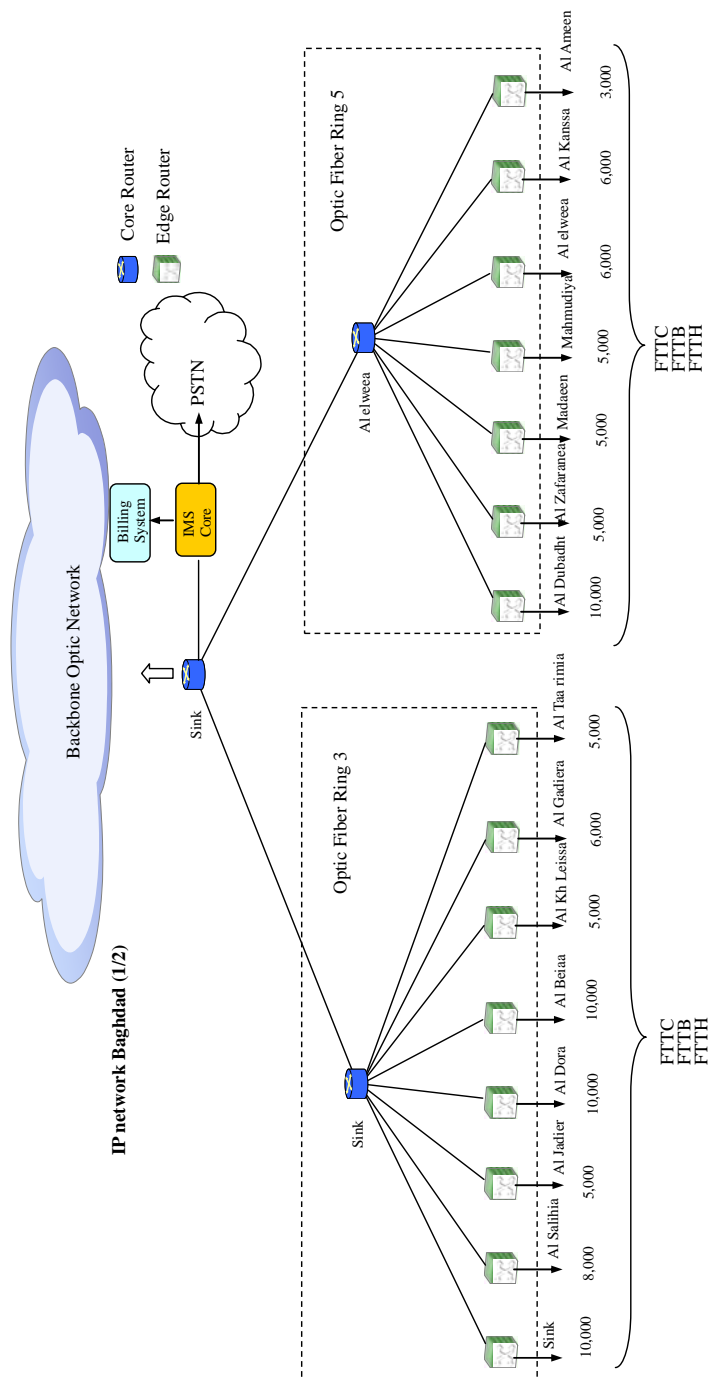 IP network Baghdad (1/2)
Backbone Optic Network
Billing
System
IMS
Core
PSTN
Core Router
Edge Router
Sink
Optic Fiber Ring 3
Sink
Sink
10,000
Al Salihia
8,000
Al Jadier
5,000
Al Dora
10,000
Al Beiaa
10,000
Al Kh Leissa
5,000
Al Gadiera
6,000
Al Taa rimia
5,000
FTTC
FTTB
FTTH
Optic Fiber Ring 5
Al elweea
Al Dubadht
10,000
Al Zafaranea
5,000
Madaeen
5,000
Mahmudiya
5,000
Al elweea
6,000
Al Kanssa
6,000
Al Ameen
3,000
FTTC
FTTB
FTTH